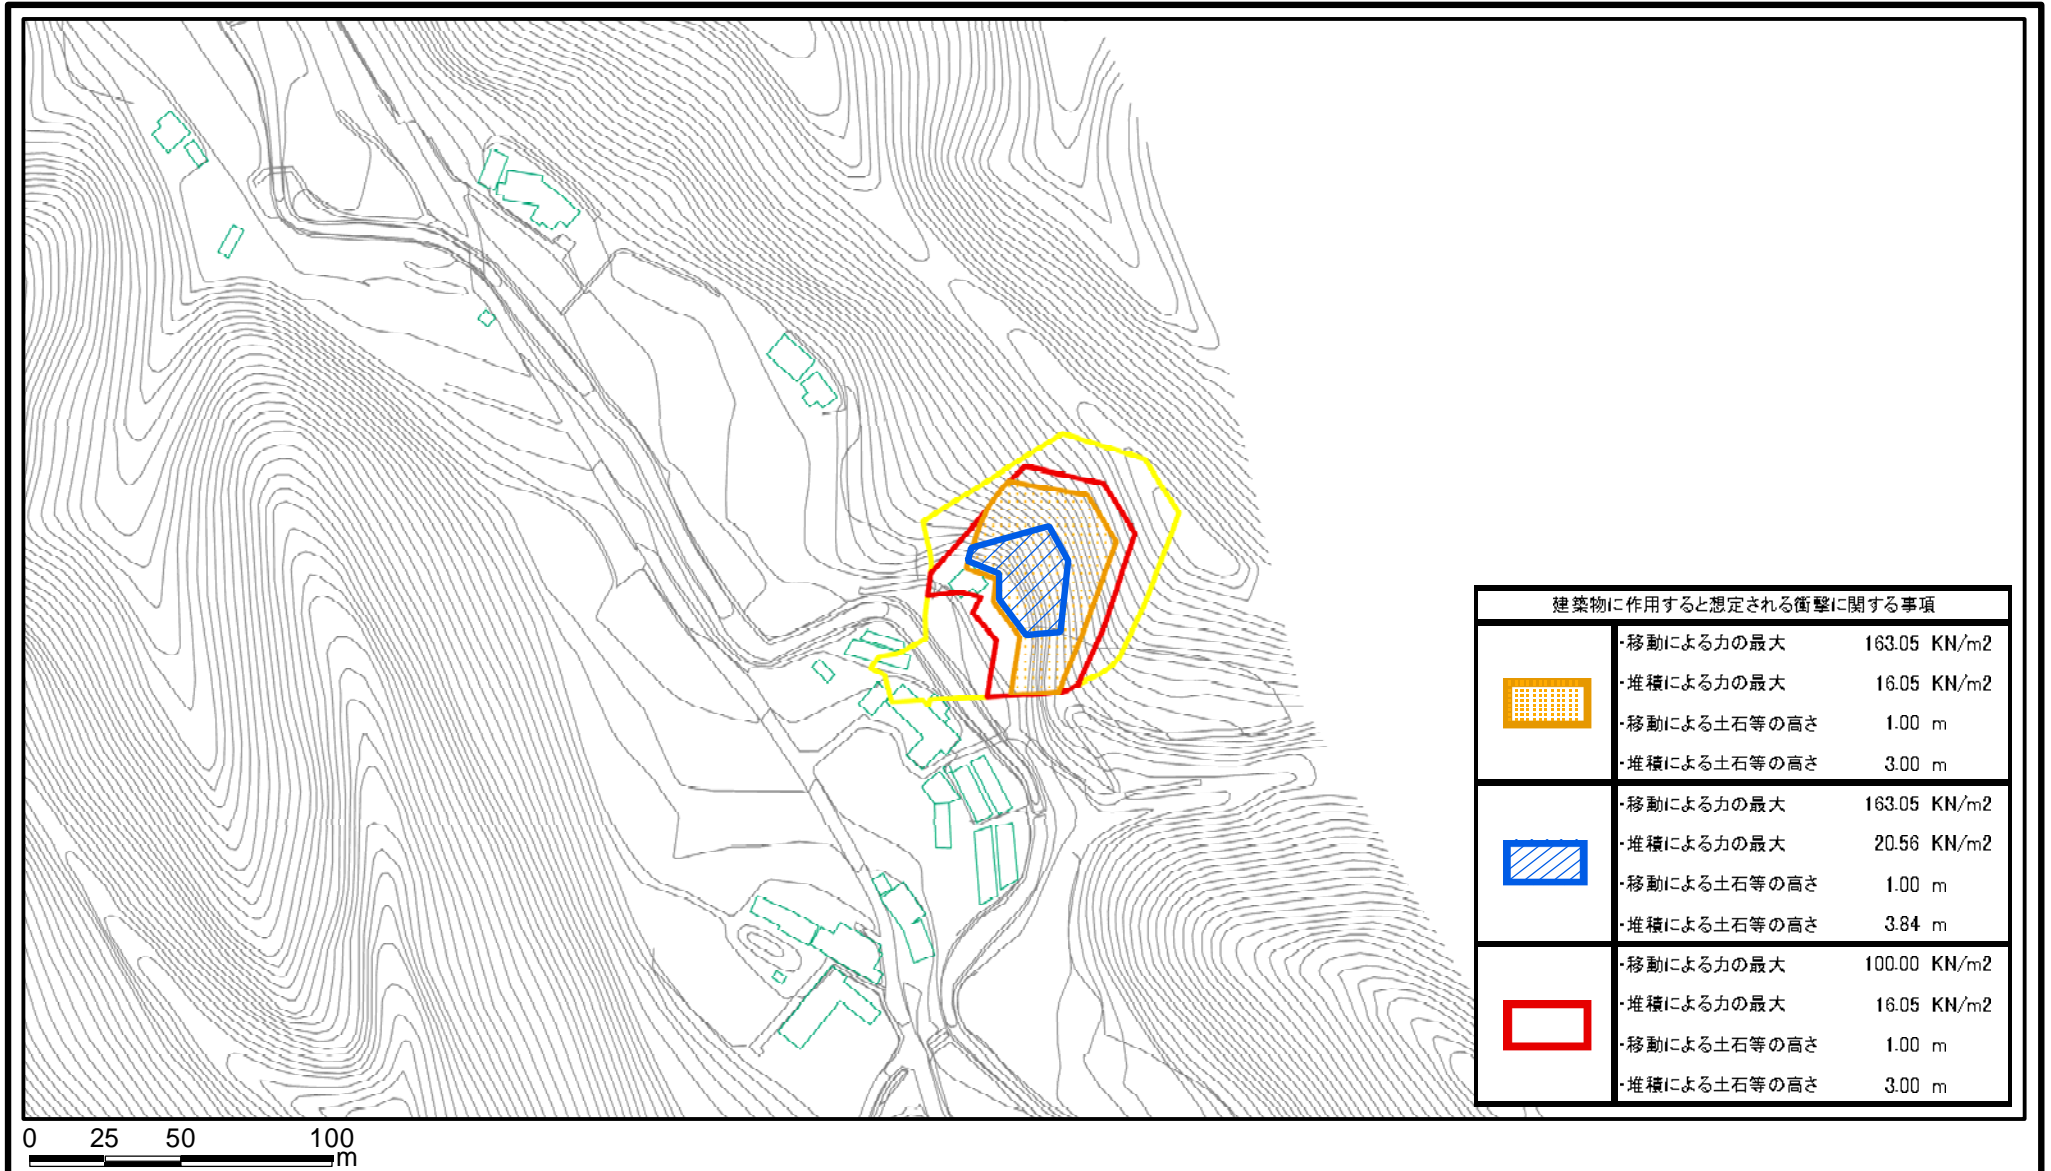 建築物に作用すると想定される衝撃に関する事項
・移動による力の最大 163.05 KN/m2
・堆積による力の最大 16.05 KN/m2
・移動による土石等の高さ 1.00 m
・堆積による土石等の高さ 3.00 m
・移動による力の最大 163.05 KN/m2
・堆積による力の最大 20.56 KN/m2
・移動による土石等の高さ 1.00 m
・堆積による土石等の高さ 3.84 m
・移動による力の最大 100.00 KN/m2
・堆積による力の最大 16.05 KN/m2
・移動による土石等の高さ 1.00 m
・堆積による土石等の高さ 3.00 m
0 25 50 100
m